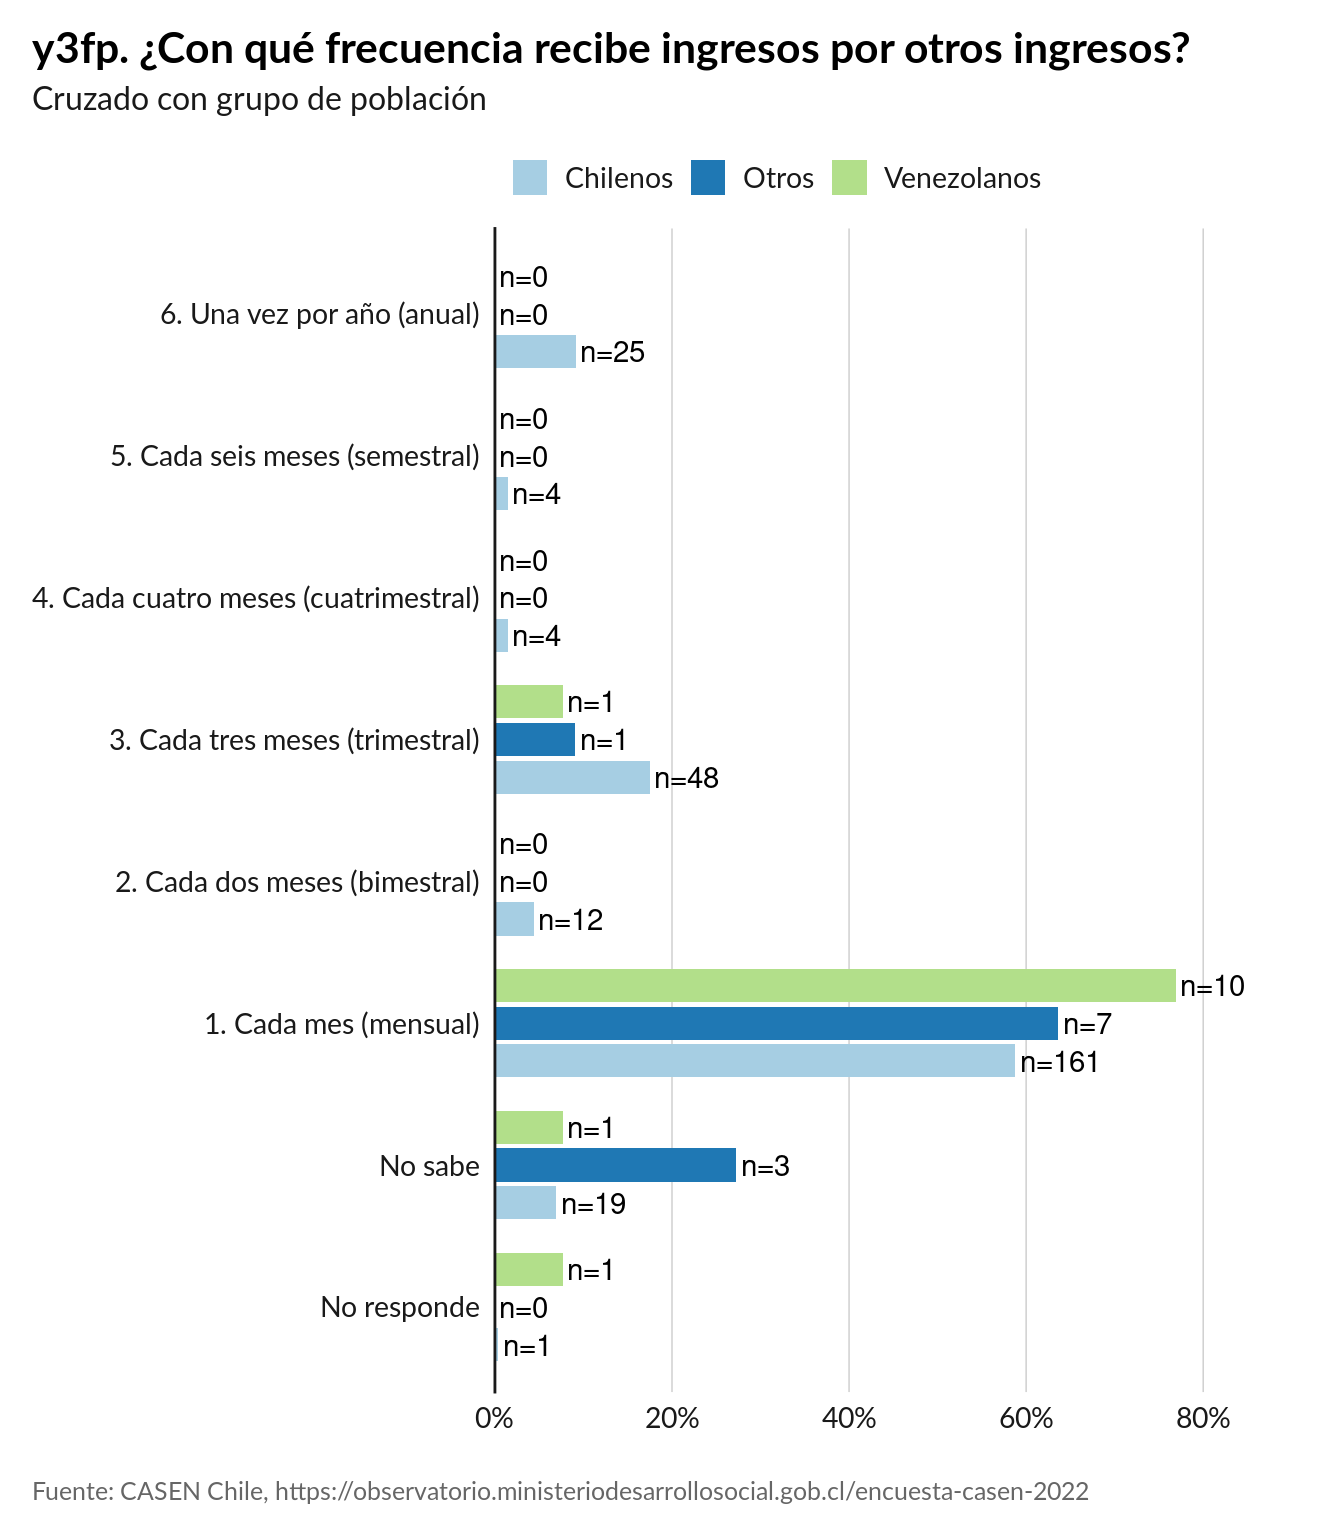 y3fp. ¿Con qué frecuencia recibe ingresos por otros ingresos?
Cruzado con grupo de población
Chilenos Otros Venezolanos
n=0
6. Una vez por año (anual) n=0
n=25
n=0
5. Cada seis meses (semestral) n=0
n=4
n=0
4. Cada cuatro meses (cuatrimestral) n=0
n=4
n=1
3. Cada tres meses (trimestral) n=1
n=48
n=0
2. Cada dos meses (bimestral) n=0
n=12
n=10
1. Cada mes (mensual) n=7
n=161
n=1
No sabe n=3
n=19
n=1
No responde n=0
n=1
0% 20% 40% 60% 80%
Fuente: CASEN Chile, https://observatorio.ministeriodesarrollosocial.gob.cl/encuesta-casen-2022